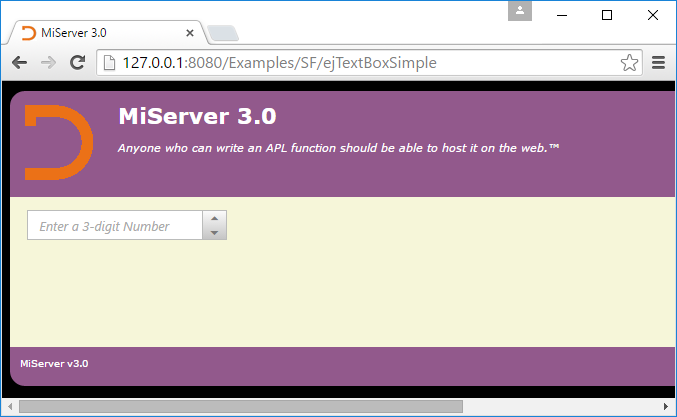 MiServer 3.0
127.0.0.1:8080/Examples/SF/ejTextBoxSimple
MiServer 3.0
Anyone who can write an APL function should be able to host it on the web.™
Enter a 3-digit Number
MiServer v3.0